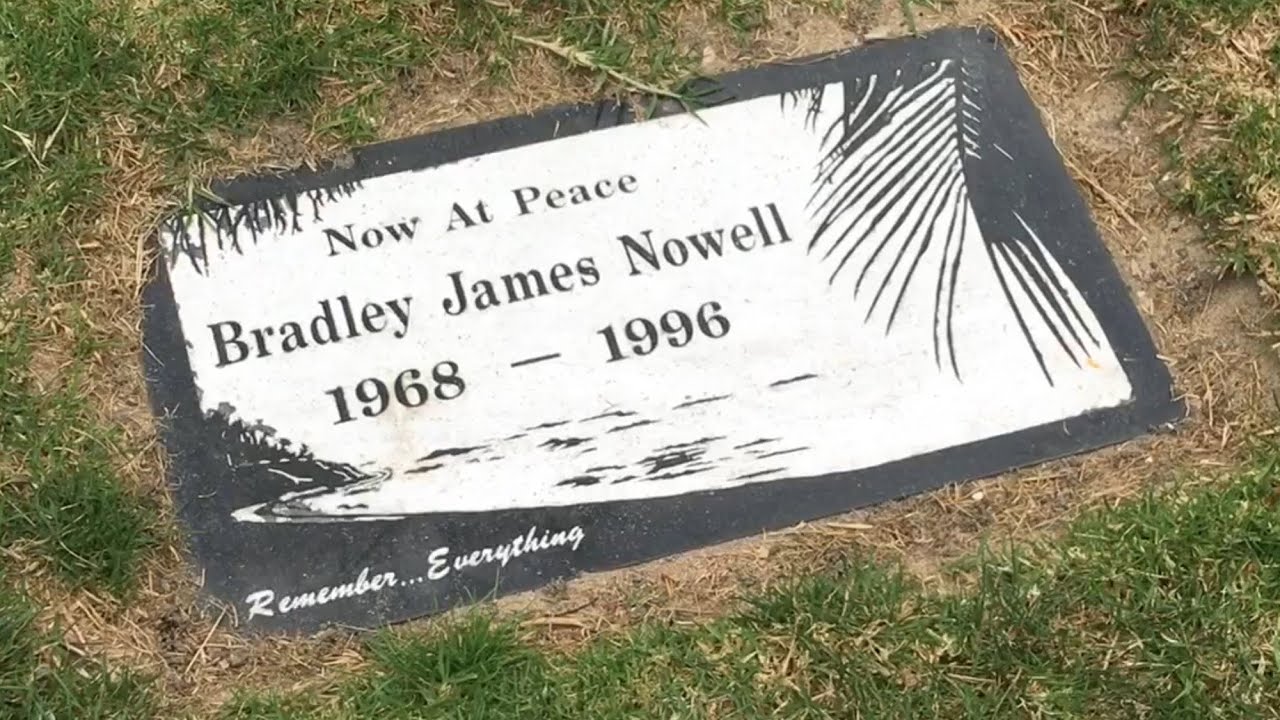 Now At Peace
Bradley James Nowell
1968 — 1996
Remember...Everything